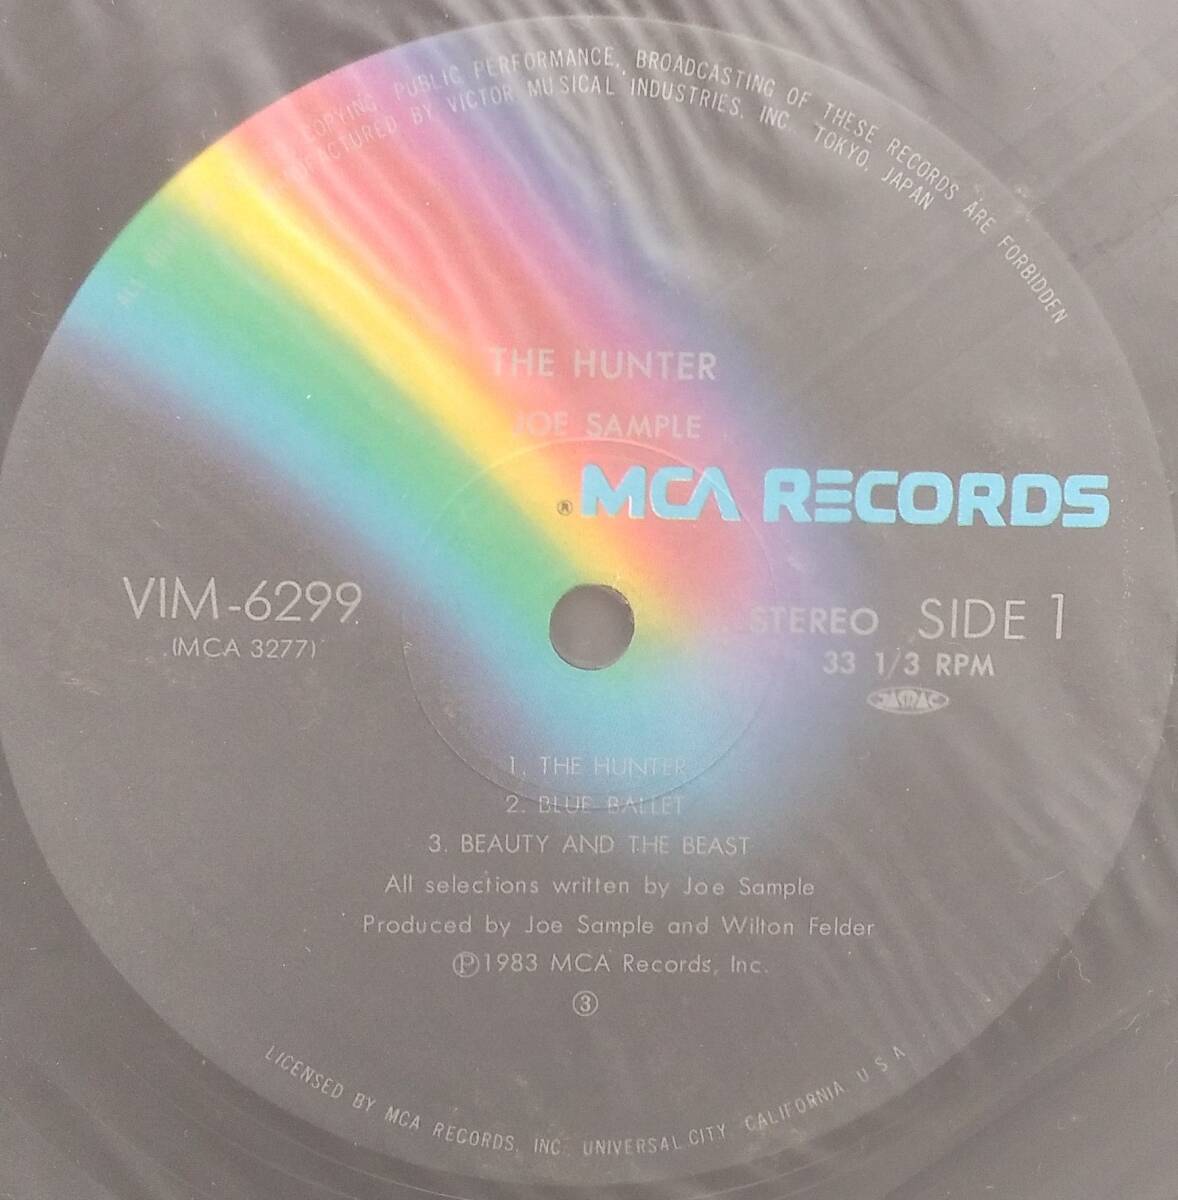 COPYING, PUBLIC PERFORMANCE, BROADCASTING OF THESE RECORDS ARE FORBIDDEN
BY VICTOR MUSICAL INDUSTRIES, INC. TOKYO, JAPAN
THE HUNTER
JOE SAMPLE
® MCA RECORDS
VIM-6299
(MCA 3277)
STEREO SIDE 1
33 1/3 RPM
JASRAC
1. THE HUNTER
2. BLUE BALLET
3. BEAUTY AND THE BEAST
All selections written by Joe Sample
Produced by Joe Sample and Wilton Felder
℗1983 MCA Records, Inc.
③
LICENSED BY MCA RECORDS, INC. UNIVERSAL CITY, CALIFORNIA U S A